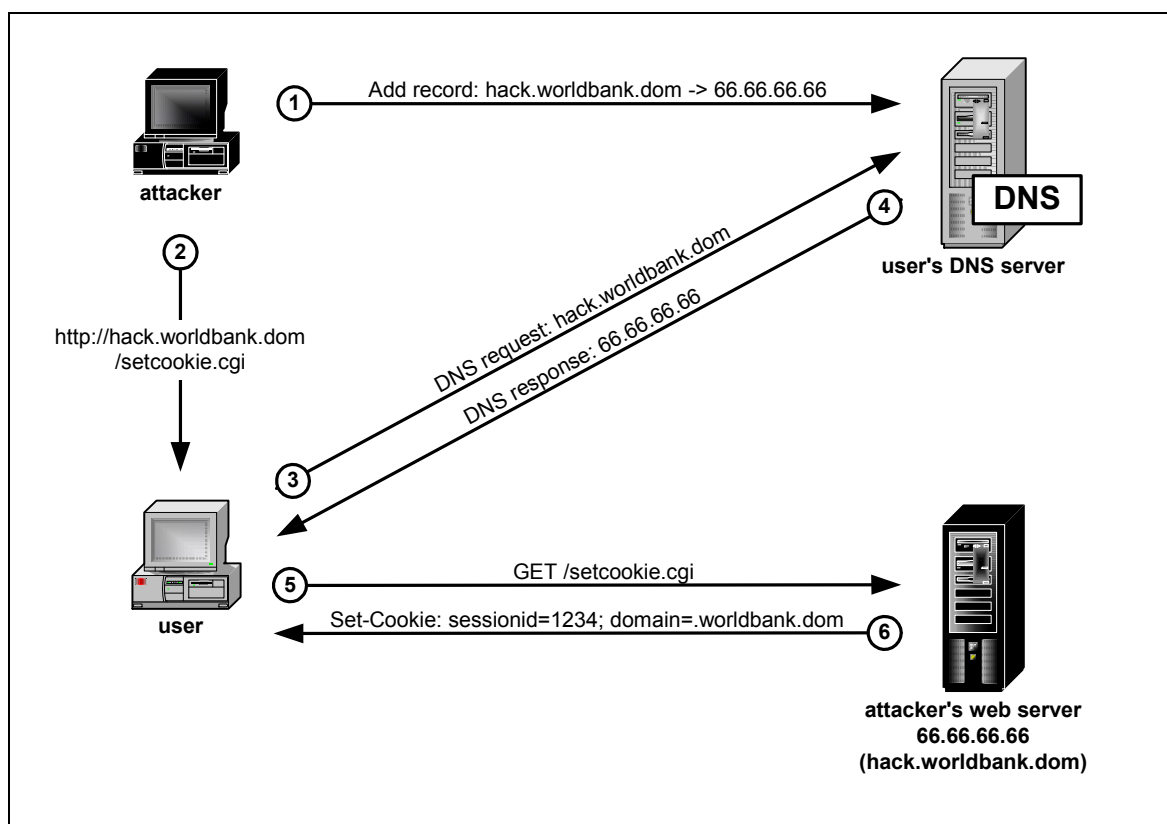 1
Add record: hack.worldbank.dom -> 66.66.66.66
attacker
DNS
user's DNS server
2
http://hack.worldbank.dom
/setcookie.cgi
4
DNS request: hack.worldbank.dom
DNS response: 66.66.66.66
3
user
5
GET /setcookie.cgi
Set-Cookie: sessionid=1234; domain=.worldbank.dom
6
attacker's web server
66.66.66.66
(hack.worldbank.dom)